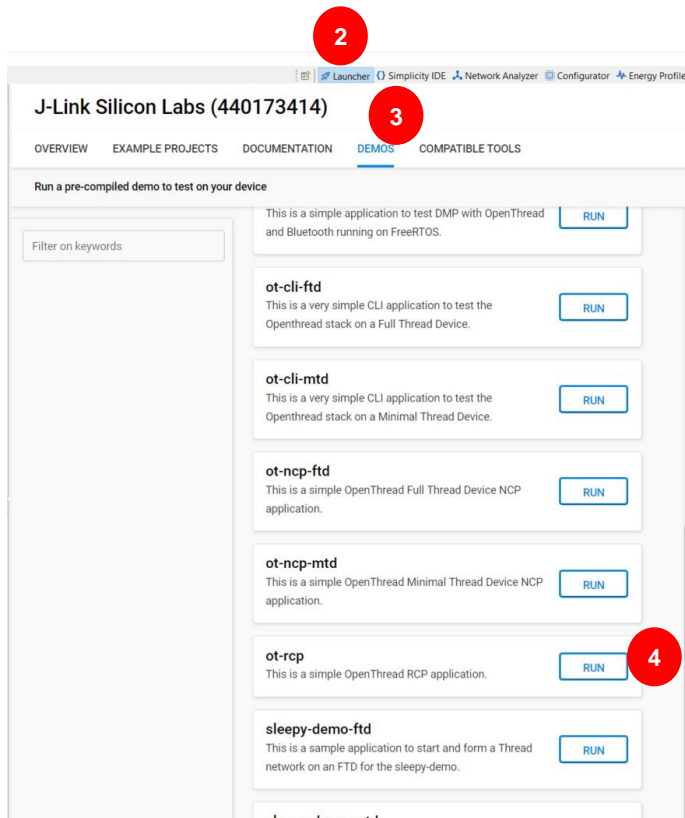 2
Launcher Simplicity IDE Network Analyzer Configurator Energy Profile
J-Link Silicon Labs (440173414)
3
OVERVIEW EXAMPLE PROJECTS DOCUMENTATION DEMOS COMPATIBLE TOOLS
Run a pre-compiled demo to test on your device
Filter on keywords
This is a simple application to test DMP with OpenThread
and Bluetooth running on FreeRTOS.
RUN
ot-cli-ftd
This is a very simple CLI application to test the
Openthread stack on a Full Thread Device.
RUN
ot-cli-mtd
This is a very simple CLI application to test the
Openthread stack on a Minimal Thread Device.
RUN
ot-ncp-ftd
This is a simple OpenThread Full Thread Device NCP
application.
RUN
ot-ncp-mtd
This is a simple OpenThread Minimal Thread Device NCP
application.
RUN
ot-rcp
This is a simple OpenThread RCP application.
RUN
4
sleepy-demo-ftd
This is a sample application to start and form a Thread
network on an FTD for the sleepy-demo.
RUN